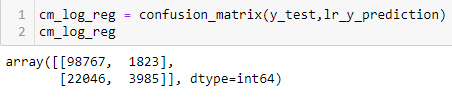 1 cm_log_reg = confusion_matrix(y_test,lr_y_prediction)
2 cm_log_reg
array([[98767,  1823],
       [22046,  3985]], dtype=int64)